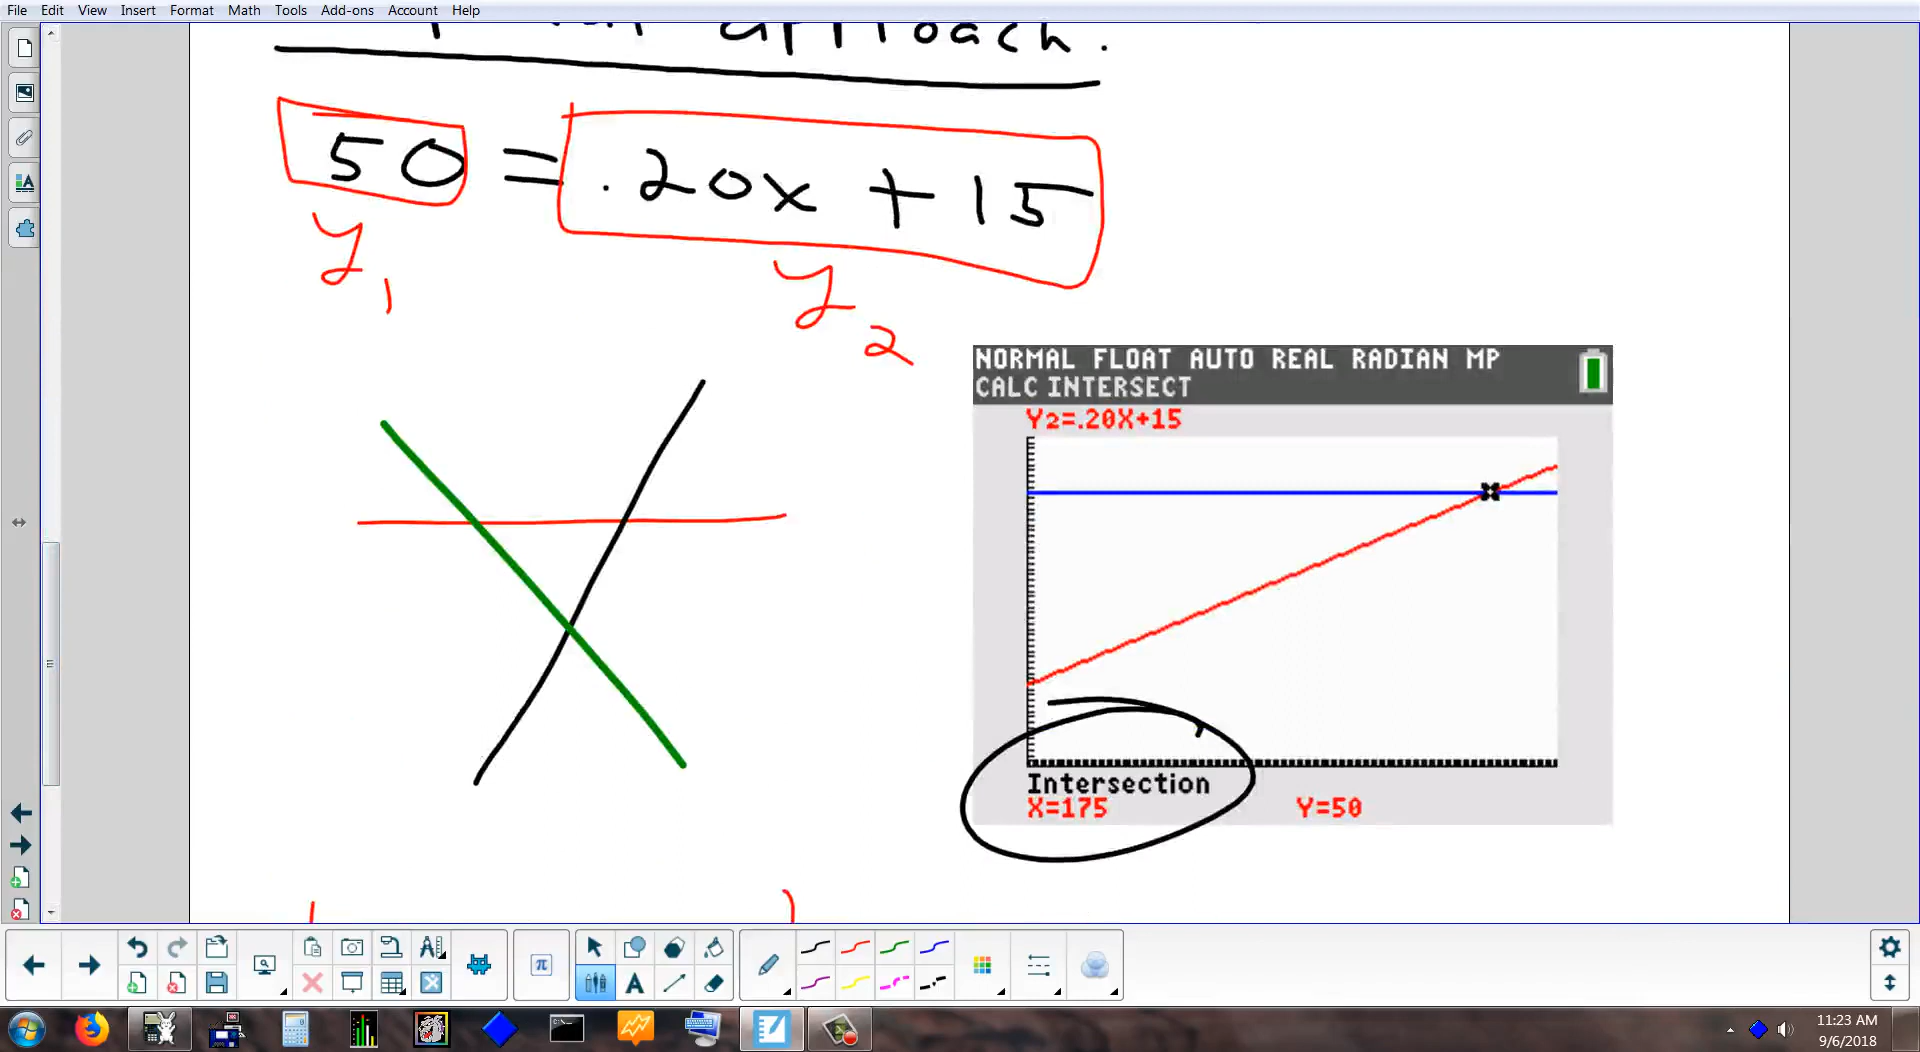 File Edit View Insert Format Math Tools Add-ons Account Help
approach.
50 = .20x + 15
y1
y2
NORMAL FLOAT AUTO REAL RADIAN MP
CALC INTERSECT
Y2=.20X+15
Intersection
X=175 Y=50
11:23 AM
9/6/2018